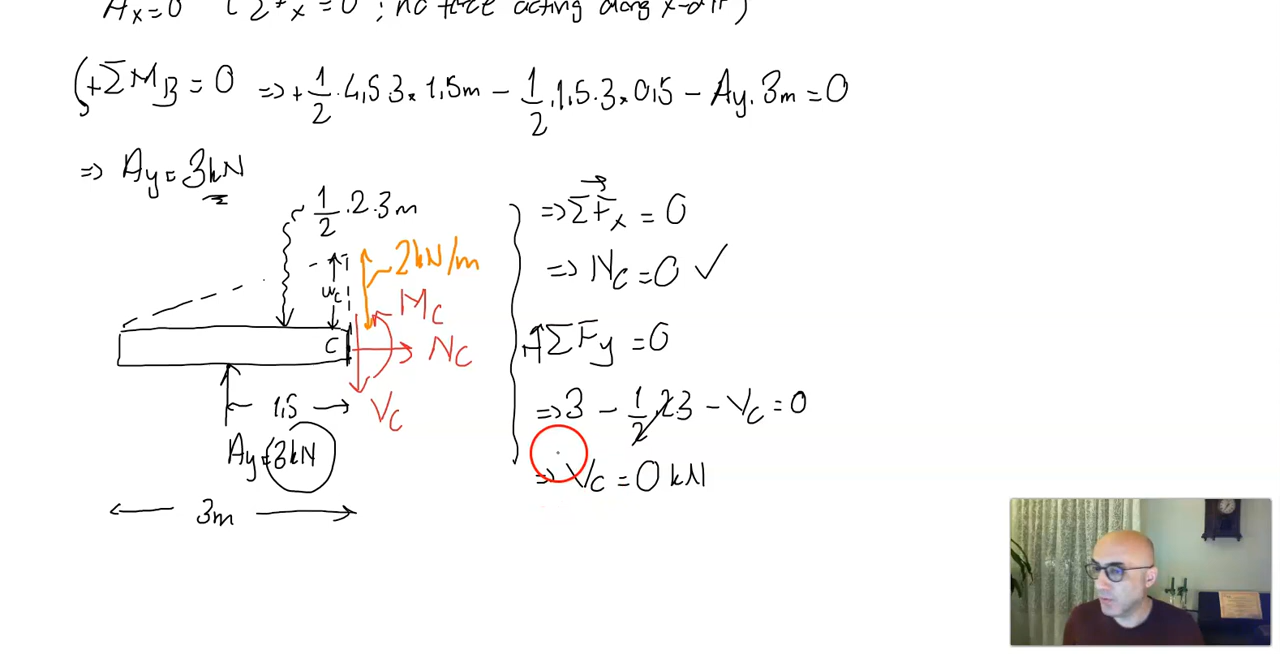 Ax=0 (ΣFx=0 ; no force acting along x-dir)
(+ΣMB=0 => +1/2 · 4,5 3 × 1,5m − 1/2 · 1,5 · 3 × 0,5 − Ay · 3m = 0
=> Ay = 3kN
1/2 · 2 · 3m
2kN/m
wc
Mc
C
Nc
1,5
Vc
Ay = 3kN
3m
=> ΣFx = 0
=> Nc = 0 ✓
+↑ΣFy = 0
=> 3 − 1/2 · 2 3 − Vc = 0
=> Vc = 0 kN